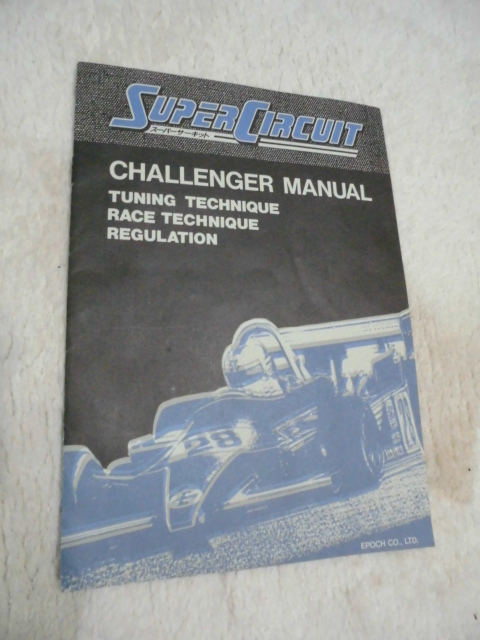 SUPER CIRCUIT
スーパーサーキット
CHALLENGER MANUAL
TUNING TECHNIQUE
RACE TECHNIQUE
REGULATION
28
EPOCH CO., LTD.